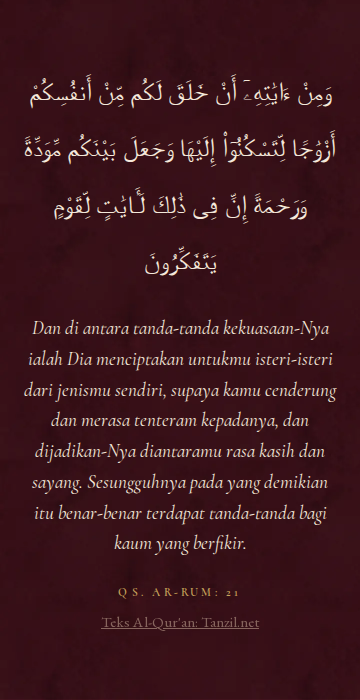 وَمِنْ ءَايَٰتِهِۦٓ أَنْ خَلَقَ لَكُم مِّنْ أَنفُسِكُمْ
أَزْوَٰجًا لِّتَسْكُنُوٓا۟ إِلَيْهَا وَجَعَلَ بَيْنَكُم مَّوَدَّةً
وَرَحْمَةً إِنَّ فِى ذَٰلِكَ لَـَٔايَٰتٍ لِّقَوْمٍ
يَتَفَكَّرُونَ
Dan di antara tanda-tanda kekuasaan-Nya
ialah Dia menciptakan untukmu isteri-isteri
dari jenismu sendiri, supaya kamu cenderung
dan merasa tenteram kepadanya, dan
dijadikan-Nya diantaramu rasa kasih dan
sayang. Sesungguhnya pada yang demikian
itu benar-benar terdapat tanda-tanda bagi
kaum yang berfikir.
QS. AR-RUM: 21
Teks Al-Qur'an: Tanzil.net